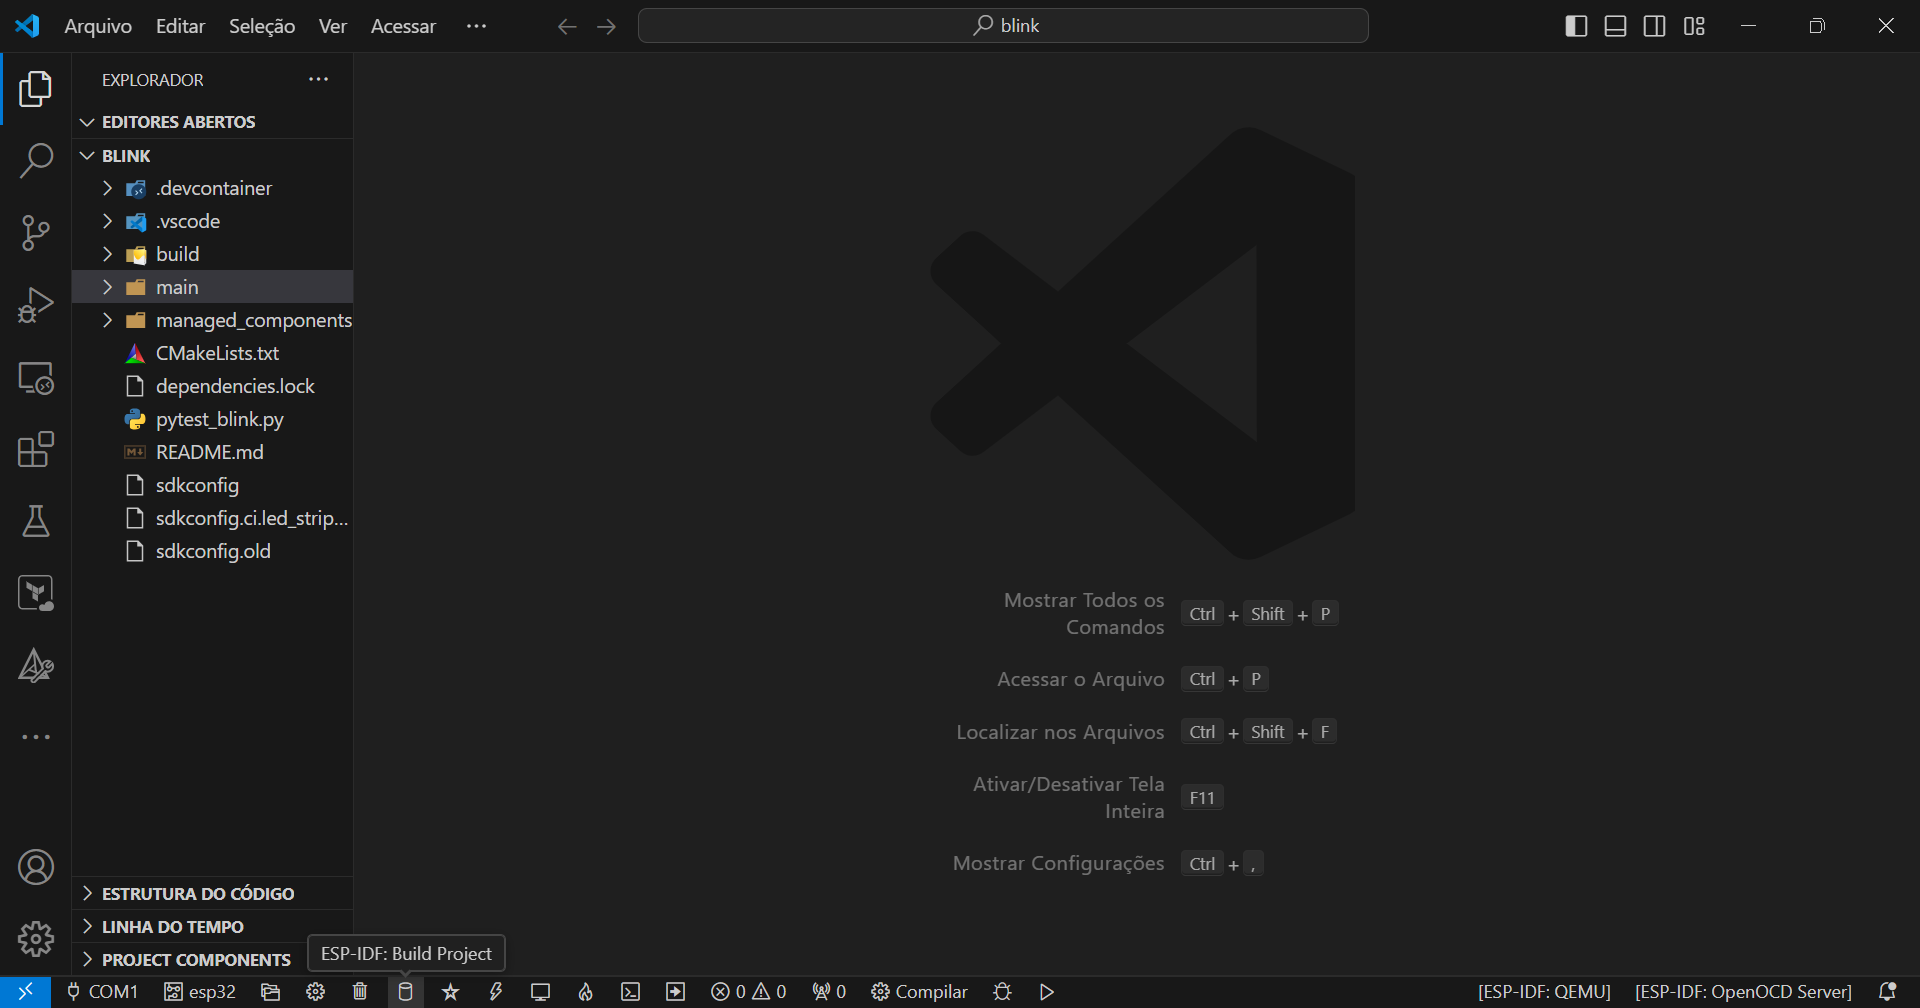 Arquivo Editar Seleção Ver Acessar ··· blink
EXPLORADOR ···
EDITORES ABERTOS
BLINK
.devcontainer
.vscode
build
main
managed_components
CMakeLists.txt
dependencies.lock
pytest_blink.py
README.md
sdkconfig
sdkconfig.ci.led_strip...
sdkconfig.old
Mostrar Todos os
Comandos Ctrl + Shift + P
Acessar o Arquivo Ctrl + P
Localizar nos Arquivos Ctrl + Shift + F
Ativar/Desativar Tela
Inteira F11
Mostrar Configurações Ctrl + ,
ESTRUTURA DO CÓDIGO
LINHA DO TEMPO
PROJECT COMPONENTS
ESP-IDF: Build Project
COM1 esp32 0 0 0 Compilar [ESP-IDF: QEMU] [ESP-IDF: OpenOCD Server]